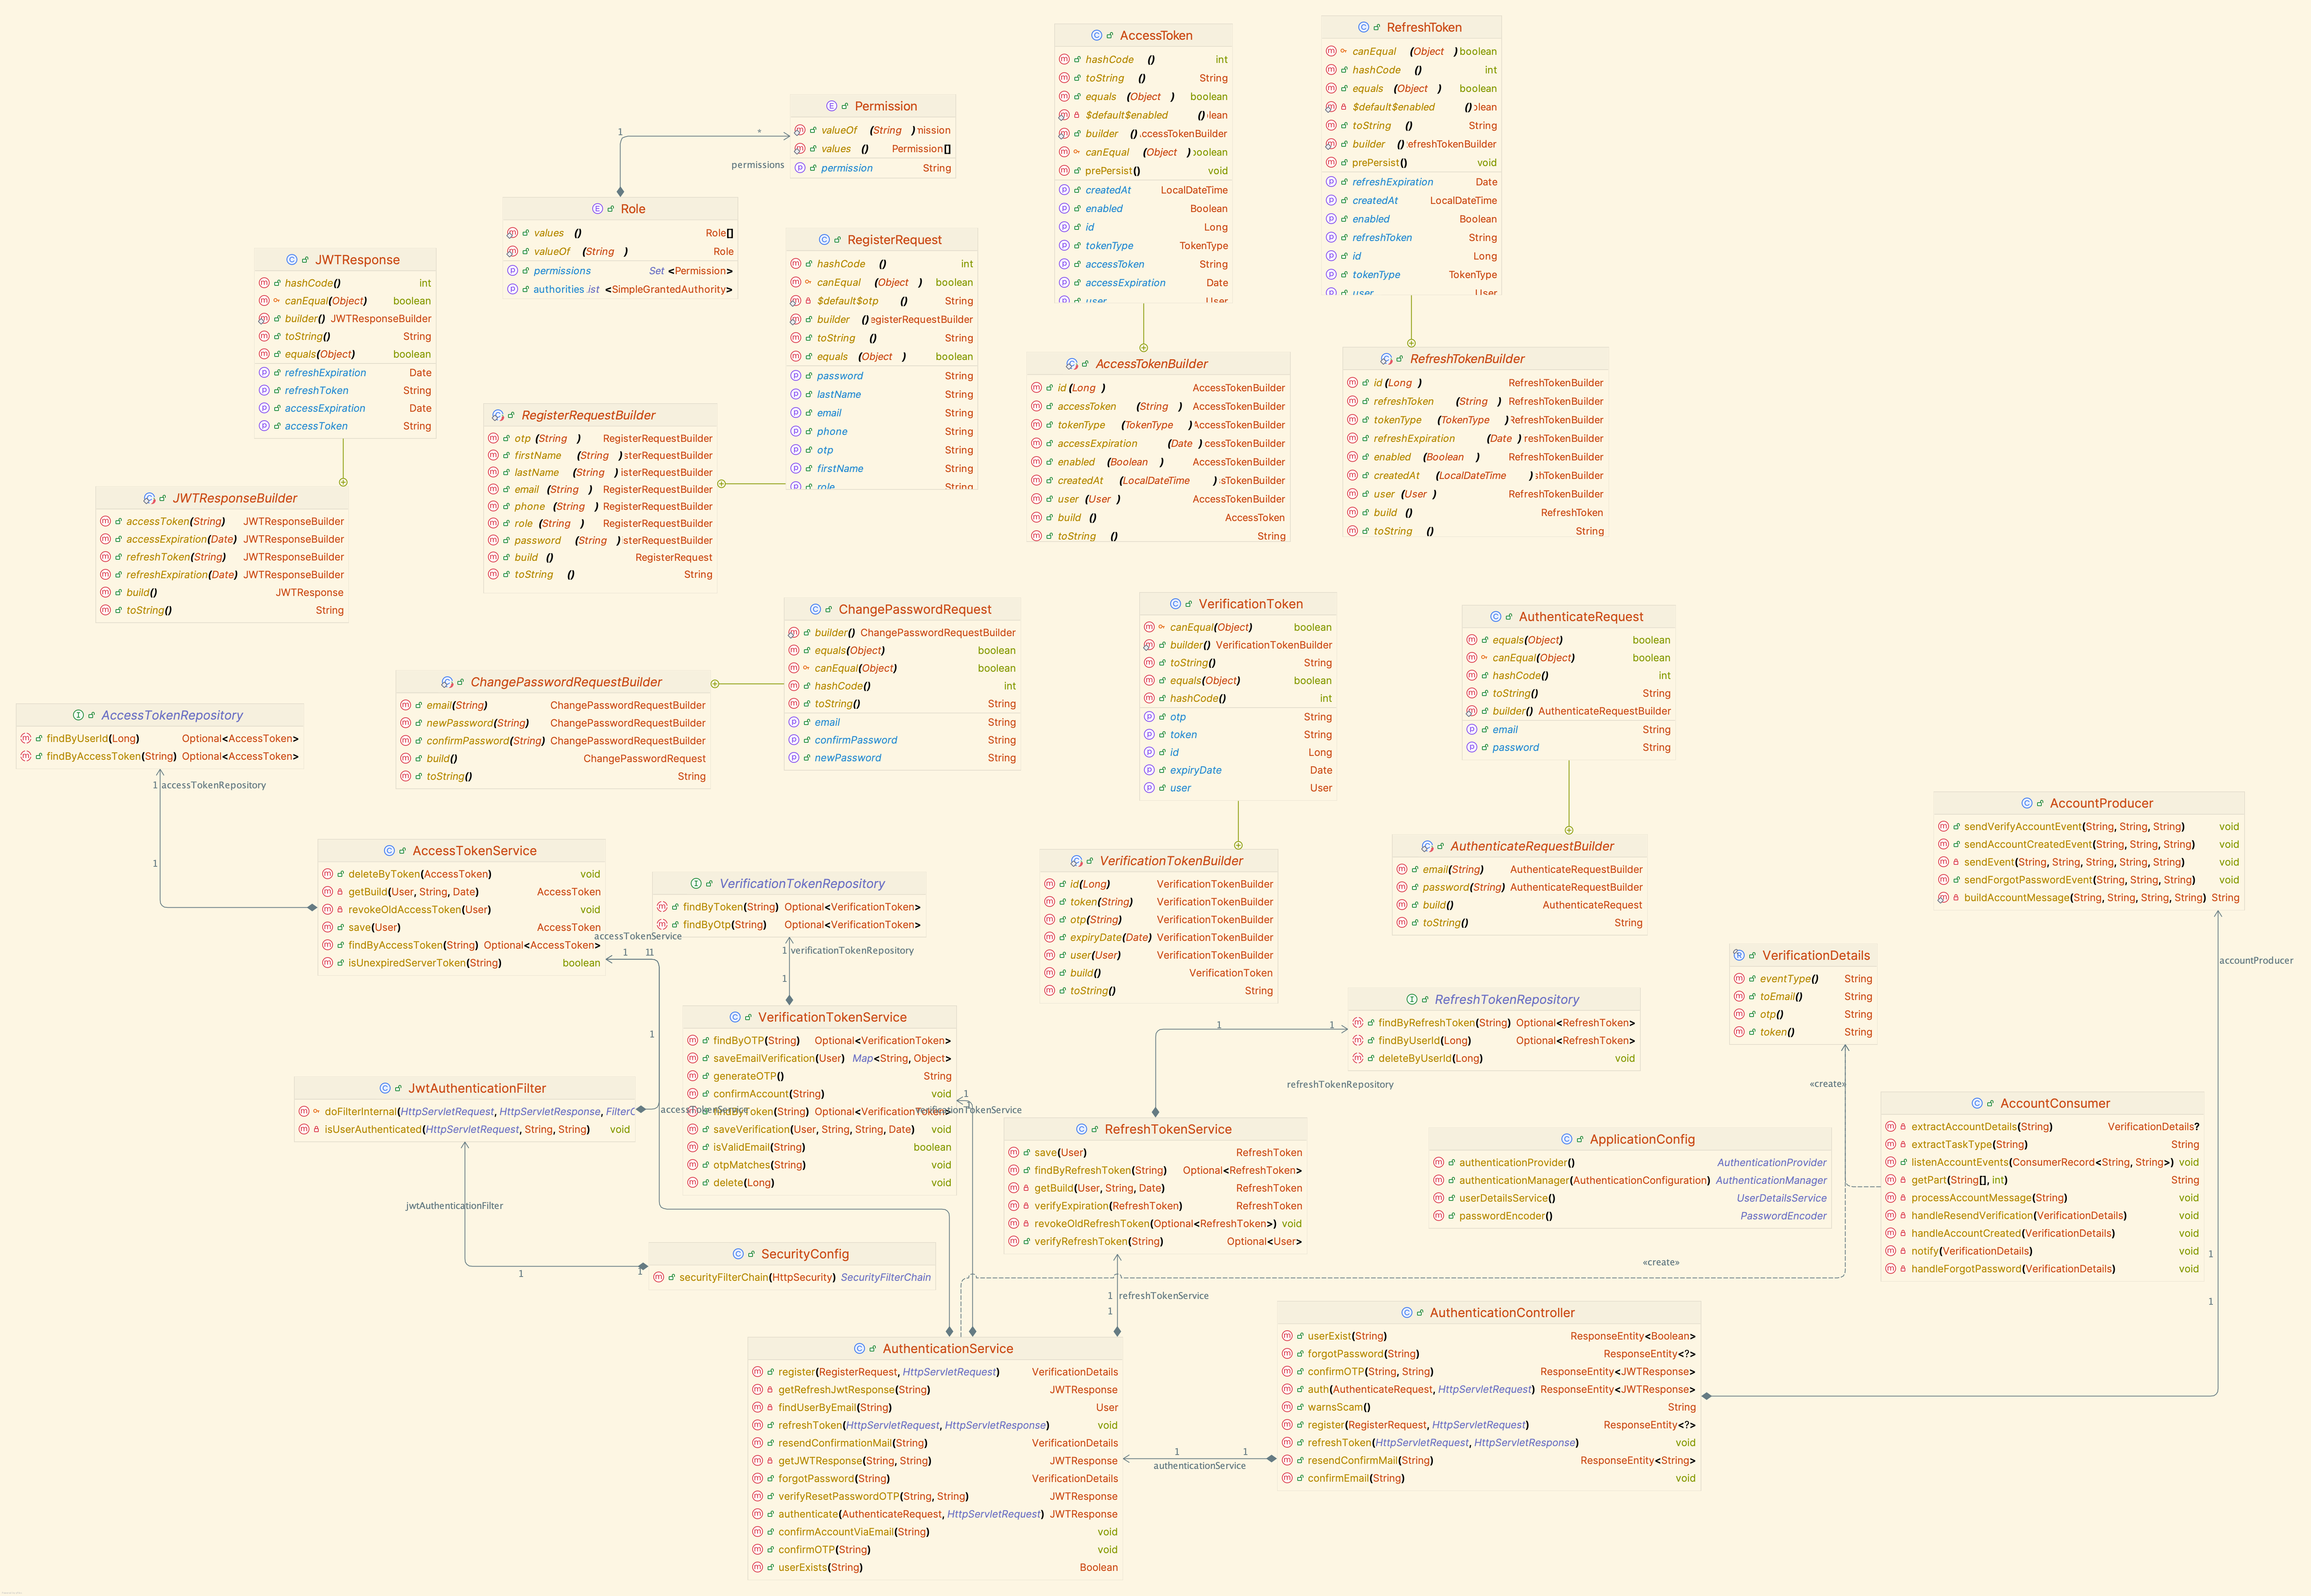 AccessToken
hashCode () int
toString () String
equals (Object ) boolean
$default$enabled () lean
builder () ccessTokenBuilder
canEqual (Object ) boolean
prePersist() void
createdAt LocalDateTime
enabled Boolean
id Long
tokenType TokenType
accessToken String
accessExpiration Date
user User
RefreshToken
canEqual (Object ) boolean
hashCode () int
equals (Object ) boolean
$default$enabled () lean
toString () String
builder () efreshTokenBuilder
prePersist() void
refreshExpiration Date
createdAt LocalDateTime
enabled Boolean
refreshToken String
id Long
tokenType TokenType
user User
Permission
valueOf (String ) mission
values () Permission[]
permission String
1
*
permissions
Role
values () Role[]
valueOf (String ) Role
permissions Set <Permission>
authorities ist <SimpleGrantedAuthority>
RegisterRequest
hashCode () int
canEqual (Object ) boolean
$default$otp () String
builder () egisterRequestBuilder
toString () String
equals (Object ) boolean
password String
lastName String
email String
phone String
otp String
firstName String
role String
JWTResponse
hashCode() int
canEqual(Object) boolean
builder() JWTResponseBuilder
toString() String
equals(Object) boolean
refreshExpiration Date
refreshToken String
accessExpiration Date
accessToken String
AccessTokenBuilder
id (Long ) AccessTokenBuilder
accessToken (String ) AccessTokenBuilder
tokenType (TokenType ) AccessTokenBuilder
accessExpiration (Date ) cessTokenBuilder
enabled (Boolean ) AccessTokenBuilder
createdAt (LocalDateTime ) sTokenBuilder
user (User ) AccessTokenBuilder
build () AccessToken
toString () String
RefreshTokenBuilder
id (Long ) RefreshTokenBuilder
refreshToken (String ) RefreshTokenBuilder
tokenType (TokenType ) RefreshTokenBuilder
refreshExpiration (Date ) reshTokenBuilder
enabled (Boolean ) RefreshTokenBuilder
createdAt (LocalDateTime ) shTokenBuilder
user (User ) RefreshTokenBuilder
build () RefreshToken
toString () String
RegisterRequestBuilder
otp (String ) RegisterRequestBuilder
firstName (String ) sterRequestBuilder
lastName (String ) isterRequestBuilder
email (String ) RegisterRequestBuilder
phone (String ) RegisterRequestBuilder
role (String ) RegisterRequestBuilder
password (String ) sterRequestBuilder
build () RegisterRequest
toString () String
JWTResponseBuilder
accessToken(String) JWTResponseBuilder
accessExpiration(Date) JWTResponseBuilder
refreshToken(String) JWTResponseBuilder
refreshExpiration(Date) JWTResponseBuilder
build() JWTResponse
toString() String
ChangePasswordRequest
builder() ChangePasswordRequestBuilder
equals(Object) boolean
canEqual(Object) boolean
hashCode() int
toString() String
email String
confirmPassword String
newPassword String
VerificationToken
canEqual(Object) boolean
builder() VerificationTokenBuilder
toString() String
equals(Object) boolean
hashCode() int
otp String
token String
id Long
expiryDate Date
user User
AuthenticateRequest
equals(Object) boolean
canEqual(Object) boolean
hashCode() int
toString() String
builder() AuthenticateRequestBuilder
email String
password String
ChangePasswordRequestBuilder
email(String) ChangePasswordRequestBuilder
newPassword(String) ChangePasswordRequestBuilder
confirmPassword(String) ChangePasswordRequestBuilder
build() ChangePasswordRequest
toString() String
AccessTokenRepository
findByUserId(Long) Optional<AccessToken>
findByAccessToken(String) Optional<AccessToken>
1 accessTokenRepository
1
AccountProducer
sendVerifyAccountEvent(String, String, String) void
sendAccountCreatedEvent(String, String, String) void
sendEvent(String, String, String, String, String) void
sendForgotPasswordEvent(String, String, String) void
buildAccountMessage(String, String, String, String) String
accountProducer
1
1
AccessTokenService
deleteByToken(AccessToken) void
getBuild(User, String, Date) AccessToken
revokeOldAccessToken(User) void
save(User) AccessToken
findByAccessToken(String) Optional<AccessToken>
isUnexpiredServerToken(String) boolean
accessTokenService
1 11
1
VerificationTokenRepository
findByToken(String) Optional<VerificationToken>
findByOtp(String) Optional<VerificationToken>
1 verificationTokenRepository
1
VerificationTokenBuilder
id(Long) VerificationTokenBuilder
token(String) VerificationTokenBuilder
otp(String) VerificationTokenBuilder
expiryDate(Date) VerificationTokenBuilder
user(User) VerificationTokenBuilder
build() VerificationToken
toString() String
AuthenticateRequestBuilder
email(String) AuthenticateRequestBuilder
password(String) AuthenticateRequestBuilder
build() AuthenticateRequest
toString() String
VerificationDetails
eventType() String
toEmail() String
otp() String
token() String
«create»
RefreshTokenRepository
findByRefreshToken(String) Optional<RefreshToken>
findByUserId(Long) Optional<RefreshToken>
deleteByUserId(Long) void
1 1
refreshTokenRepository
VerificationTokenService
findByOTP(String) Optional<VerificationToken>
saveEmailVerification(User) Map<String, Object>
generateOTP() String
confirmAccount(String) void
findByToken(String) Optional<VerificationToken>
saveVerification(User, String, String, Date) void
isValidEmail(String) boolean
otpMatches(String) void
delete(Long) void
accessTokenService
1
1
verificationTokenService
JwtAuthenticationFilter
doFilterInternal(HttpServletRequest, HttpServletResponse, FilterC
isUserAuthenticated(HttpServletRequest, String, String) void
jwtAuthenticationFilter
1 1
SecurityConfig
securityFilterChain(HttpSecurity) SecurityFilterChain
RefreshTokenService
save(User) RefreshToken
findByRefreshToken(String) Optional<RefreshToken>
getBuild(User, String, Date) RefreshToken
verifyExpiration(RefreshToken) RefreshToken
revokeOldRefreshToken(Optional<RefreshToken>) void
verifyRefreshToken(String) Optional<User>
1 refreshTokenService
1
ApplicationConfig
authenticationProvider() AuthenticationProvider
authenticationManager(AuthenticationConfiguration) AuthenticationManager
userDetailsService() UserDetailsService
passwordEncoder() PasswordEncoder
«create»
AccountConsumer
extractAccountDetails(String) VerificationDetails?
extractTaskType(String) String
listenAccountEvents(ConsumerRecord<String, String>) void
getPart(String[], int) String
processAccountMessage(String) void
handleResendVerification(VerificationDetails) void
handleAccountCreated(VerificationDetails) void
notify(VerificationDetails) void
handleForgotPassword(VerificationDetails) void
AuthenticationController
userExist(String) ResponseEntity<Boolean>
forgotPassword(String) ResponseEntity<?>
confirmOTP(String, String) ResponseEntity<JWTResponse>
auth(AuthenticateRequest, HttpServletRequest) ResponseEntity<JWTResponse>
warnsScam() String
register(RegisterRequest, HttpServletRequest) ResponseEntity<?>
refreshToken(HttpServletRequest, HttpServletResponse) void
resendConfirmMail(String) ResponseEntity<String>
confirmEmail(String) void
1 1
authenticationService
AuthenticationService
register(RegisterRequest, HttpServletRequest) VerificationDetails
getRefreshJwtResponse(String) JWTResponse
findUserByEmail(String) User
refreshToken(HttpServletRequest, HttpServletResponse) void
resendConfirmationMail(String) VerificationDetails
getJWTResponse(String, String) JWTResponse
forgotPassword(String) VerificationDetails
verifyResetPasswordOTP(String, String) JWTResponse
authenticate(AuthenticateRequest, HttpServletRequest) JWTResponse
confirmAccountViaEmail(String) void
confirmOTP(String) void
userExists(String) Boolean